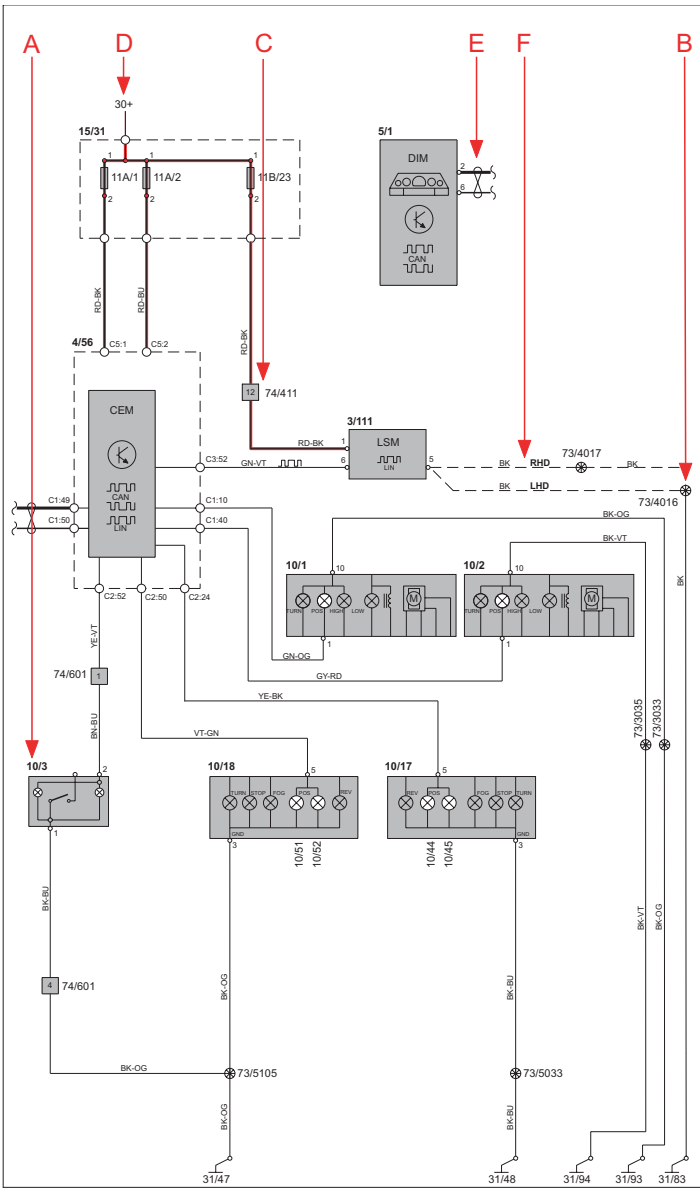 A D C E F B
30+
15/31 5/1
1 1 1
11A/1 11A/2 11B/23
2 2 2
DIM
2
6
CAN
RD-BK RD-BU RD-BK
4/56 C5:1 C5:2
12 74/411
CEM
3/111
RD-BK 1 LSM
C3:52 GN-VT 6 LIN 5
BK RHD 73/4017 BK
BK LHD 73/4016
CAN
LIN
C1:49 C1:10
C1:50 C1:40
BK-OG
BK-VT
BK
10/1 10 10/2 10
TURN POS HIGH LOW M TURN POS HIGH LOW M
C2:52 C2:50 C2:24
1 1
YE-VT
GN-OG
GY-RD
74/601 1
YE-BK
BN-BU
VT-GN
73/3035 73/3033
10/3 2 10/18 5 10/17 5
TURN STOP FOG POS REV REV POS FOG STOP TURN
GND GND
1 3 3
10/51 10/52 10/44 10/45
BK-BU
BK-VT BK-OG
4 74/601
BK-OG BK-BU
BK-OG 73/5105 73/5033
BK-OG BK-BU
31/47 31/48 31/94 31/93 31/83